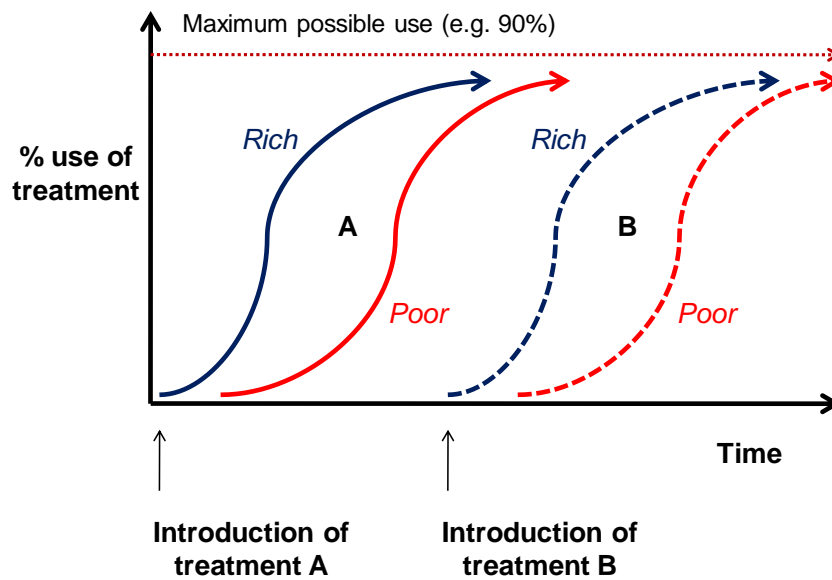 Maximum possible use (e.g. 90%)
Rich
Rich
% use of
treatment
A
B
Poor
Poor
Time
Introduction of
treatment A
Introduction of
treatment B